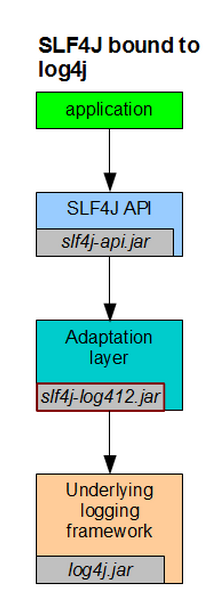 SLF4J bound to
log4j
application
SLF4J API
slf4j-api.jar
Adaptation
layer
slf4j-log412.jar
Underlying
logging
framework
log4j.jar